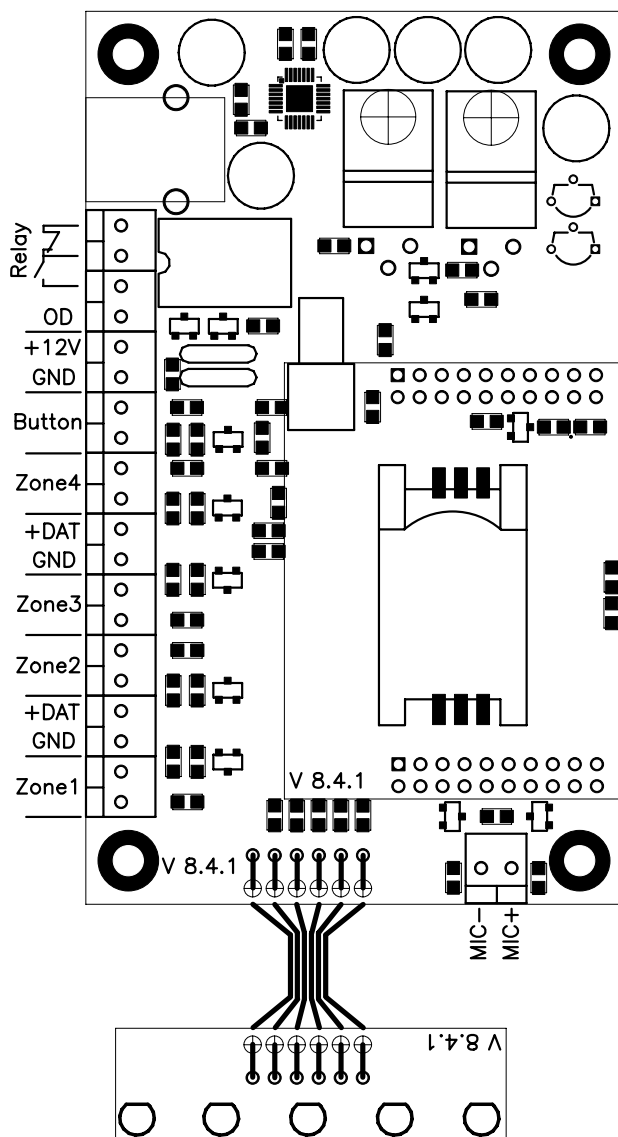 Relay
OD
+12V
GND
Button
Zone4
+DAT
GND
Zone3
Zone2
+DAT
GND
Zone1
V 8.4.1
V 8.4.1
MIC-
MIC+
V 8.4.1